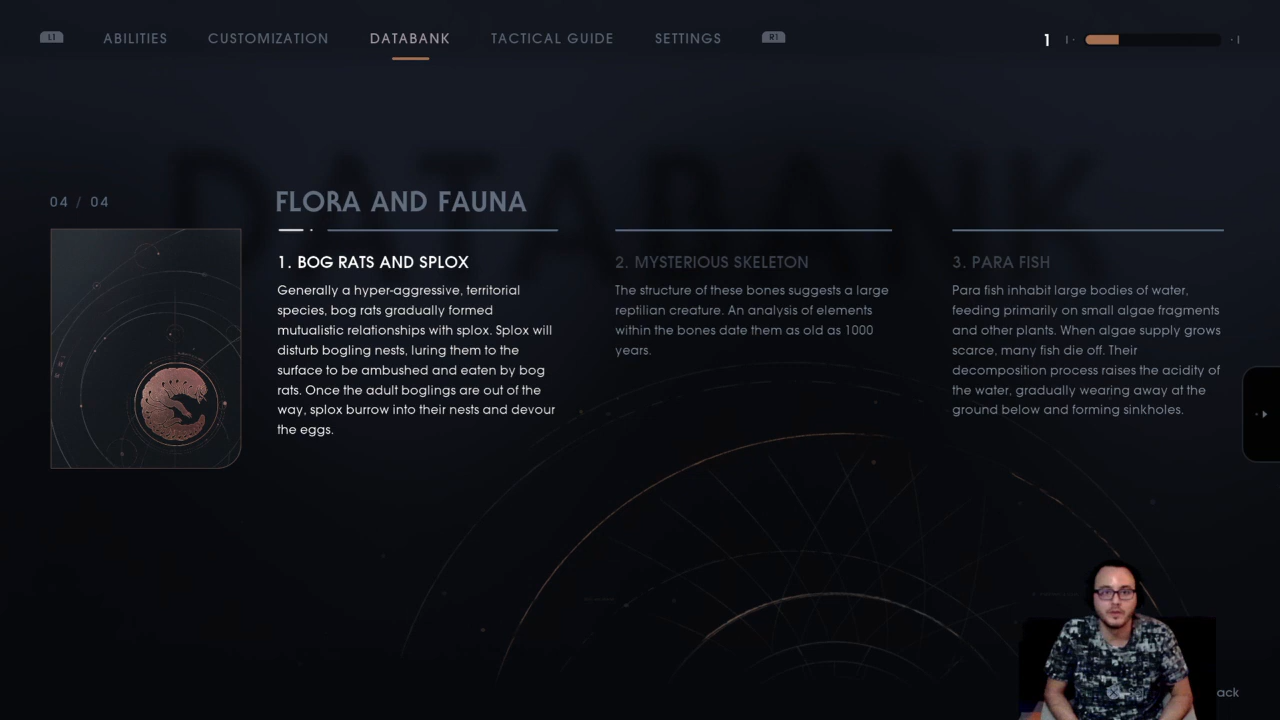 L1
ABILITIES
CUSTOMIZATION
DATABANK
TACTICAL GUIDE
SETTINGS
R1
1
DATABANK
04 / 04
FLORA AND FAUNA
1. BOG RATS AND SPLOX
Generally a hyper-aggressive, territorial
species, bog rats gradually formed
mutualistic relationships with splox. Splox will
disturb bogling nests, luring them to the
surface to be ambushed and eaten by bog
rats. Once the adult boglings are out of the
way, splox burrow into their nests and devour
the eggs.
2. MYSTERIOUS SKELETON
The structure of these bones suggests a large
reptilian creature. An analysis of elements
within the bones date them as old as 1000
years.
3. PARA FISH
Para fish inhabit large bodies of water,
feeding primarily on small algae fragments
and other plants. When algae supply grows
scarce, many fish die off. Their
decomposition process raises the acidity of
the water, gradually wearing away at the
ground below and forming sinkholes.
ack